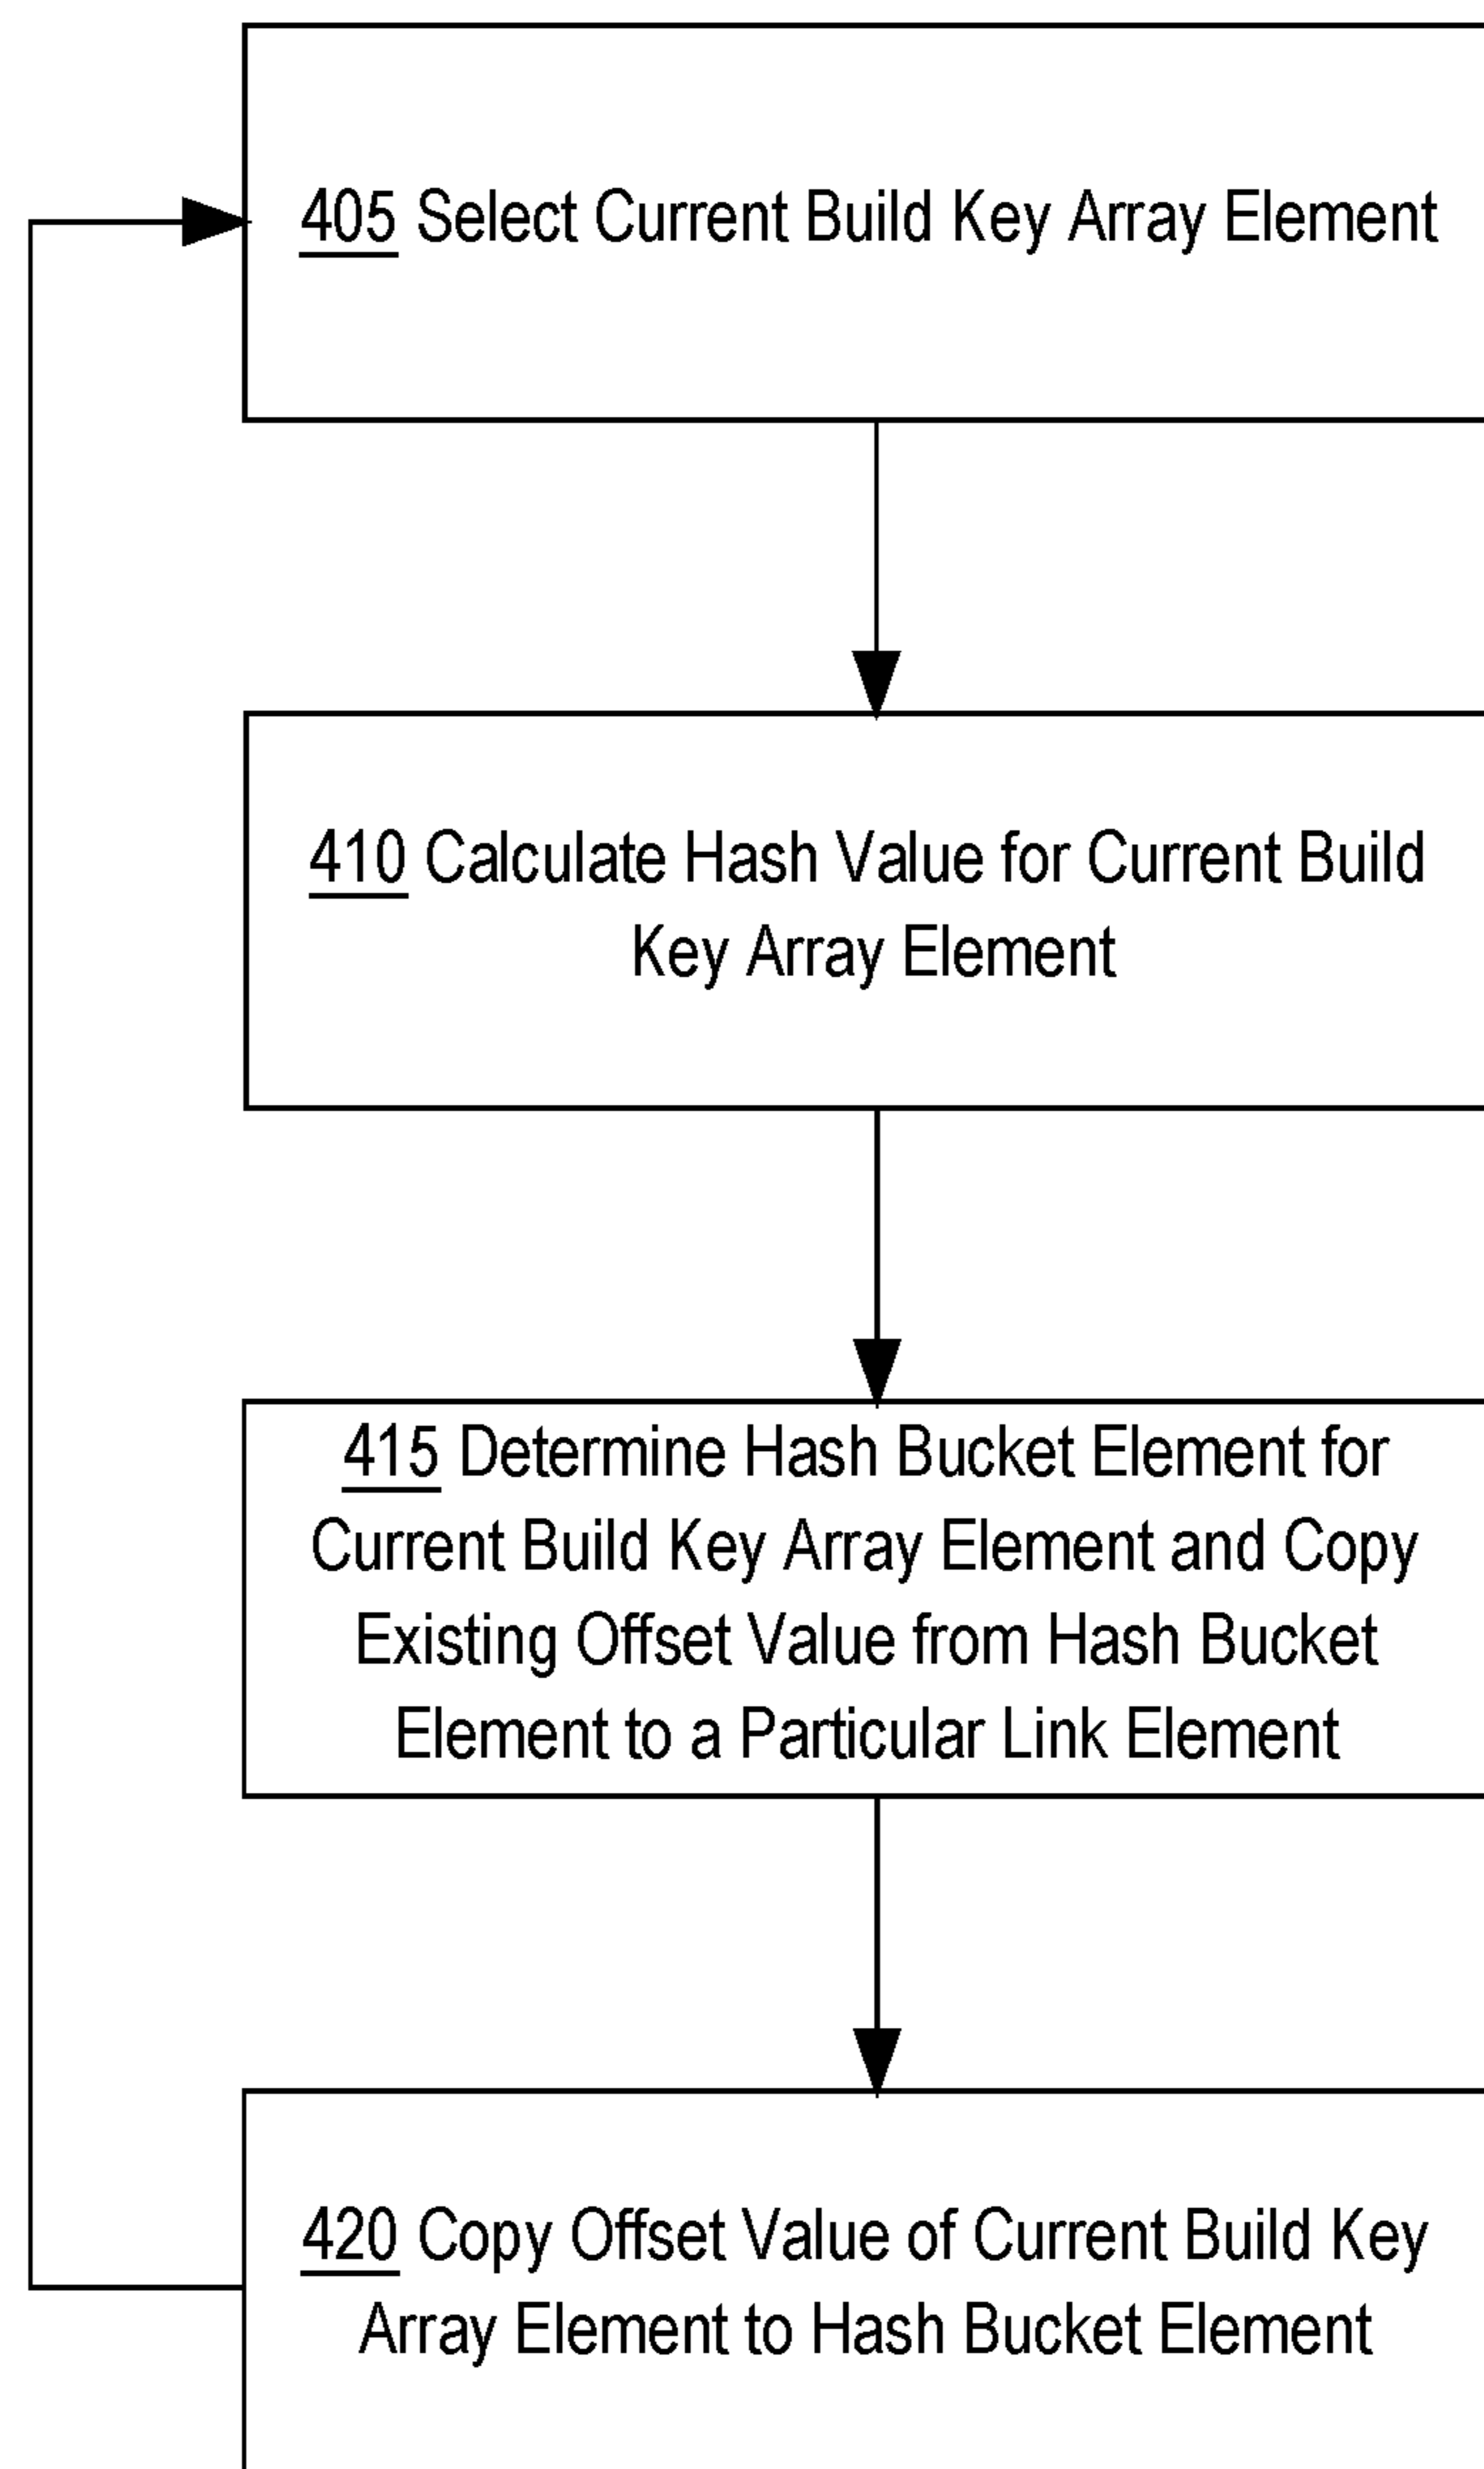 405 Select Current Build Key Array Element
410 Calculate Hash Value for Current Build
Key Array Element
415 Determine Hash Bucket Element for
Current Build Key Array Element and Copy
Existing Offset Value from Hash Bucket
Element to a Particular Link Element
420 Copy Offset Value of Current Build Key
Array Element to Hash Bucket Element